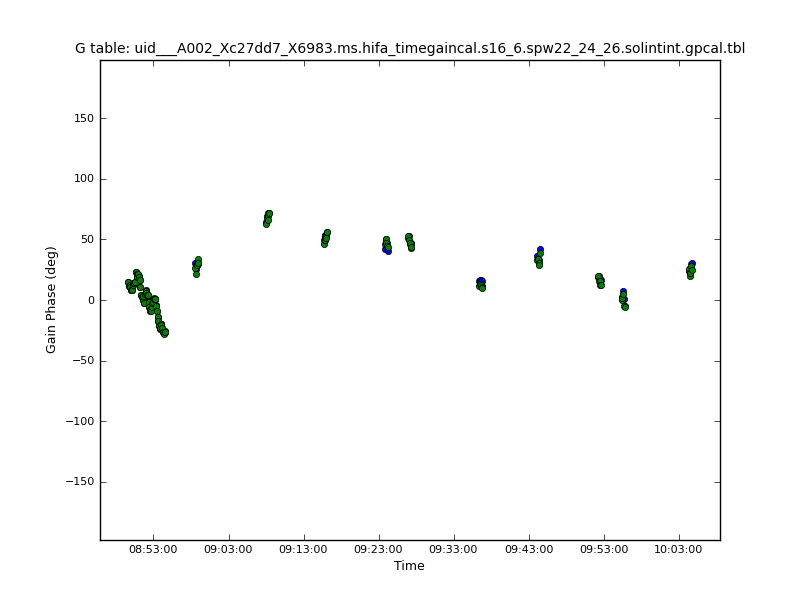 G table: uid___A002_Xc27dd7_X6983.ms.hifa_timegaincal.s16_6.spw22_24_26.solintint.gpcal.tbl
150
100
50
0
−50
−100
−150
Gain Phase (deg)
08:53:00 09:03:00 09:13:00 09:23:00 09:33:00 09:43:00 09:53:00 10:03:00
Time